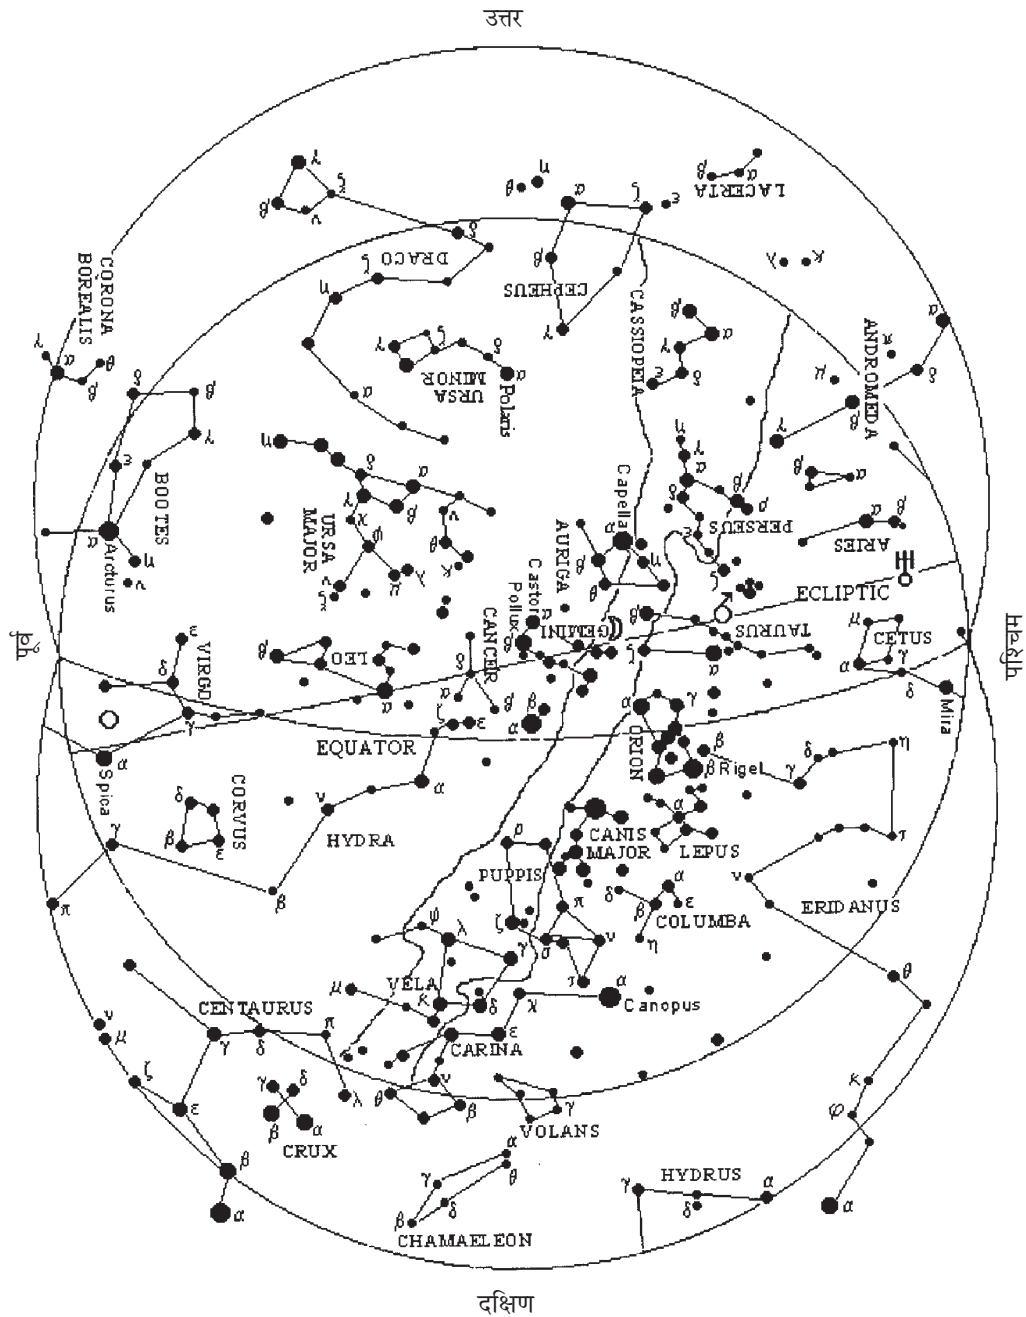 उत्तर
γ
ξ
β
ν
δ
DRACO
ζ
η
θ
η
α
ζ
ε
β
γ
CEPHEUS
β
α
LACERTA
λ
κ
CORONA
BOREALIS
γ
α
θ
β
δ
β
γ
ε
BOOTES
α
Arcturus
η
ν
γ
ζ
δ
α
URSA
MINOR
Polaris
α
CASSIOPEIA
β
α
γ
δ
ε
ANDROMEDA
α
π
δ
μ
β
γ
η
δ
α
γ
β
χ
ψ
URSA
MAJOR
ν
ξ
μ
λ
ν
θ
κ
η
γ
α
δ
β
ρ
PERSEUS
ε
ζ
β
α
α
β
ARIES
Capella
α
AURIGA
η
θ
Castor
Pollux
β
GEMINI
ECLIPTIC
β
ζ
TAURUS
α
μ
CETUS
α
γ
δ
Mira
पूर्व
पश्चिम
ε
VIRGO
δ
γ
α
Spica
β
LEO
α
CANCER
δ
α
β
ζ
ε
β
α
EQUATOR
α
γ
ORION
β
β
Rigel
γ
δ
η
τ
ν
ERIDANUS
θ
κ
φ
α
δ
β
ε
CORVUS
ν
α
HYDRA
γ
β
π
CANIS
MAJOR
α
LEPUS
ρ
PUPPIS
π
ζ
σ
ν
τ
δ
α
β
ε
COLUMBA
η
ψ
λ
γ
VELA
μ
κ
δ
χ
α
Canopus
ε
CARINA
ν
θ
β
CENTAURUS
π
γ
δ
λ
ν
μ
ζ
ε
β
α
γ
δ
β
α
CRUX
γ
VOLANS
α
γ
θ
δ
β
CHAMAELEON
HYDRUS
γ
δ
α
दक्षिण